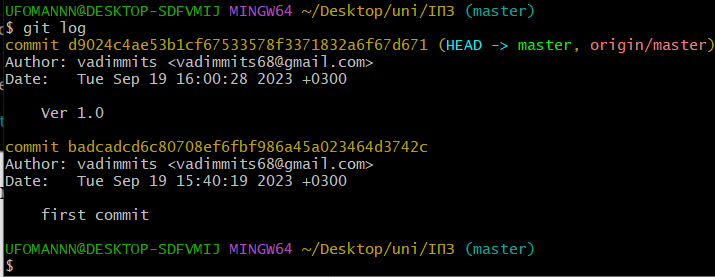 UFOMANNN@DESKTOP-SDFVMIJ MINGW64 ~/Desktop/uni/ІПЗ (master)
$ git log
commit d9024c4ae53b1cf67533578f3371832a6f67d671 (HEAD -> master, origin/master)
Author: vadimmits <vadimmits68@gmail.com>
Date:   Tue Sep 19 16:00:28 2023 +0300
    Ver 1.0
commit badcadcd6c80708ef6fbf986a45a023464d3742c
Author: vadimmits <vadimmits68@gmail.com>
Date:   Tue Sep 19 15:40:19 2023 +0300
    first commit
UFOMANNN@DESKTOP-SDFVMIJ MINGW64 ~/Desktop/uni/ІПЗ (master)
$